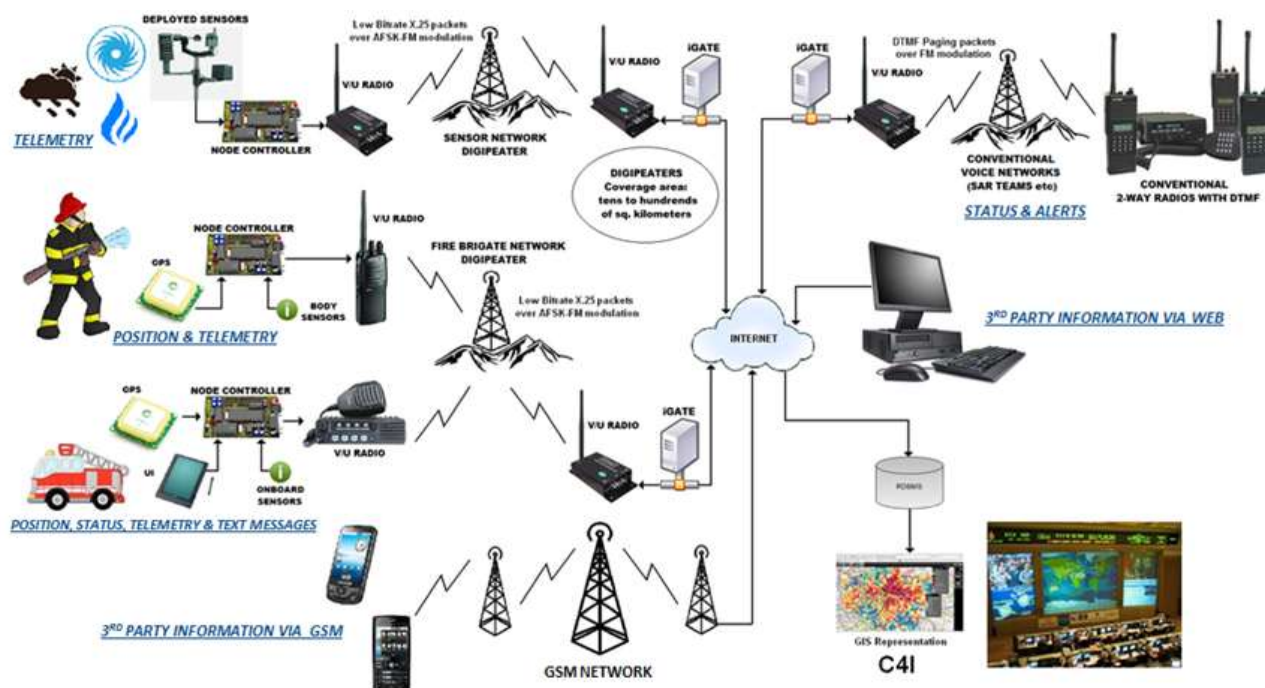 DEPLOYED SENSORS
TELEMETRY
NODE CONTROLLER
V/U RADIO
Low Bitrate X.25 packets
over AFSK-FM modulation
SENSOR NETWORK
DIGIPEATER
V/U RADIO
iGATE
iGATE
V/U RADIO
DTMF Paging packets
over FM modulation
CONVENTIONAL
VOICE NETWORKS
(SAR TEAMS etc)
STATUS & ALERTS
CONVENTIONAL
2-WAY RADIOS WITH DTMF
DIGIPEATERS
Coverage area:
tens to hundrends
of sq. kilometers
NODE CONTROLLER
V/U RADIO
GPS
BODY
SENSORS
POSITION & TELEMETRY
FIRE BRIGATE NETWORK
DIGIPEATER
Low Bitrate X.25 packets
over AFSK-FM modulation
INTERNET
3RD PARTY INFORMATION VIA WEB
GPS
NODE CONTROLLER
UI
V/U RADIO
ONBOARD
SENSORS
POSITION, STATUS, TELEMETRY & TEXT MESSAGES
V/U RADIO
iGATE
RDBMS
3RD PARTY INFORMATION VIA GSM
GSM NETWORK
GIS Representation
C4I